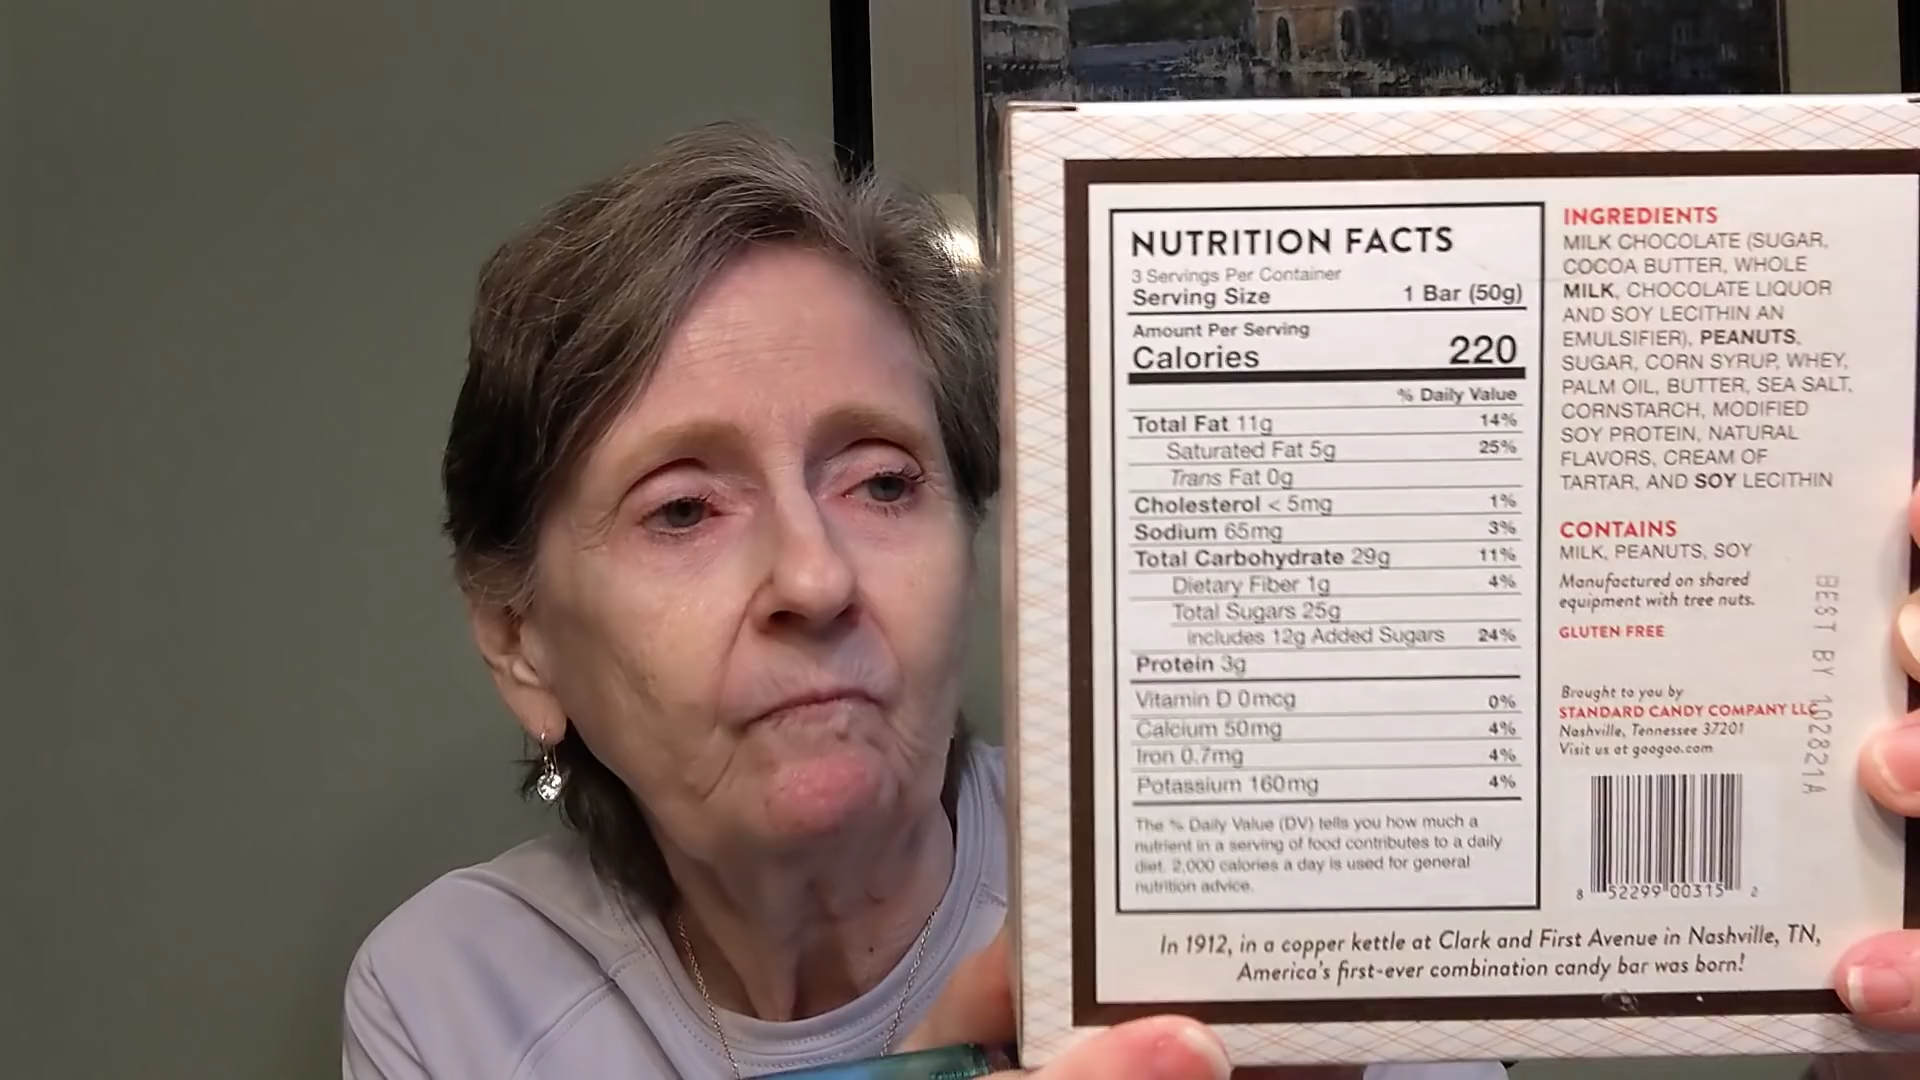 NUTRITION FACTS
3 Servings Per Container
Serving Size 1 Bar (50g)
Amount Per Serving
Calories 220
% Daily Value
Total Fat 11g 14%
Saturated Fat 5g 25%
Trans Fat 0g
Cholesterol < 5mg 1%
Sodium 65mg 3%
Total Carbohydrate 29g 11%
Dietary Fiber 1g 4%
Total Sugars 25g
includes 12g Added Sugars 24%
Protein 3g
Vitamin D 0mcg 0%
Calcium 50mg 4%
Iron 0.7mg 4%
Potassium 160mg 4%
The % Daily Value (DV) tells you how much a
nutrient in a serving of food contributes to a daily
diet. 2,000 calories a day is used for general
nutrition advice.
INGREDIENTS
MILK CHOCOLATE (SUGAR,
COCOA BUTTER, WHOLE
MILK, CHOCOLATE LIQUOR
AND SOY LECITHIN AN
EMULSIFIER), PEANUTS,
SUGAR, CORN SYRUP, WHEY,
PALM OIL, BUTTER, SEA SALT,
CORNSTARCH, MODIFIED
SOY PROTEIN, NATURAL
FLAVORS, CREAM OF
TARTAR, AND SOY LECITHIN
CONTAINS
MILK, PEANUTS, SOY
Manufactured on shared
equipment with tree nuts.
GLUTEN FREE
Brought to you by
STANDARD CANDY COMPANY LLC
Nashville, Tennessee 37201
Visit us at googoo.com
BEST BY 102821A
8 52299 00315 2
In 1912, in a copper kettle at Clark and First Avenue in Nashville, TN,
America's first-ever combination candy bar was born!